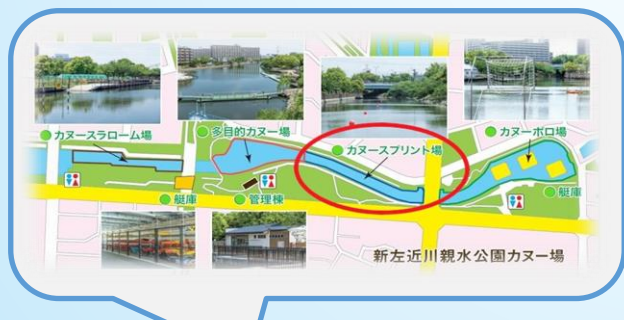 カヌースラローム場
多目的カヌー場
カヌースプリント場
カヌーポロ場
艇庫
管理棟
艇庫
新左近川親水公園カヌー場